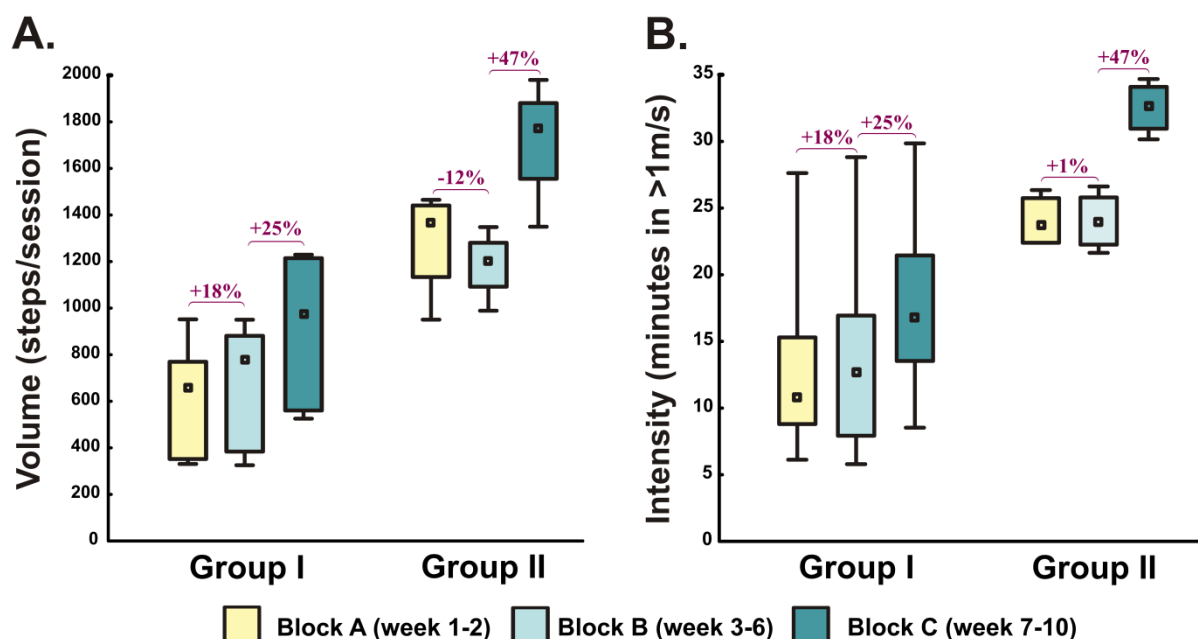 A.
Volume (steps/session)
2000
1800
1600
1400
1200
1000
800
600
400
200
0
+18%
+25%
-12%
+47%
Group I
Group II
B.
Intensity (minutes in >1m/s)
35
30
25
20
15
10
5
0
+18%
+25%
+1%
+47%
Group I
Group II
Block A (week 1-2)
Block B (week 3-6)
Block C (week 7-10)